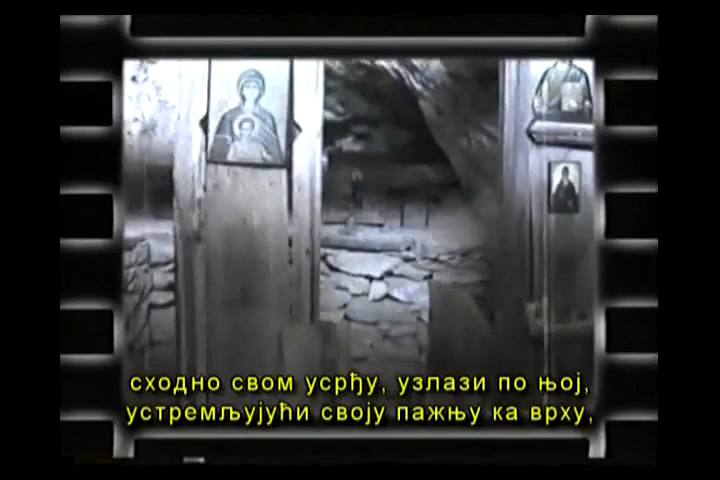 сходно свом усрђу, узлази по њој,
устремљујући своју пажњу ка врху,